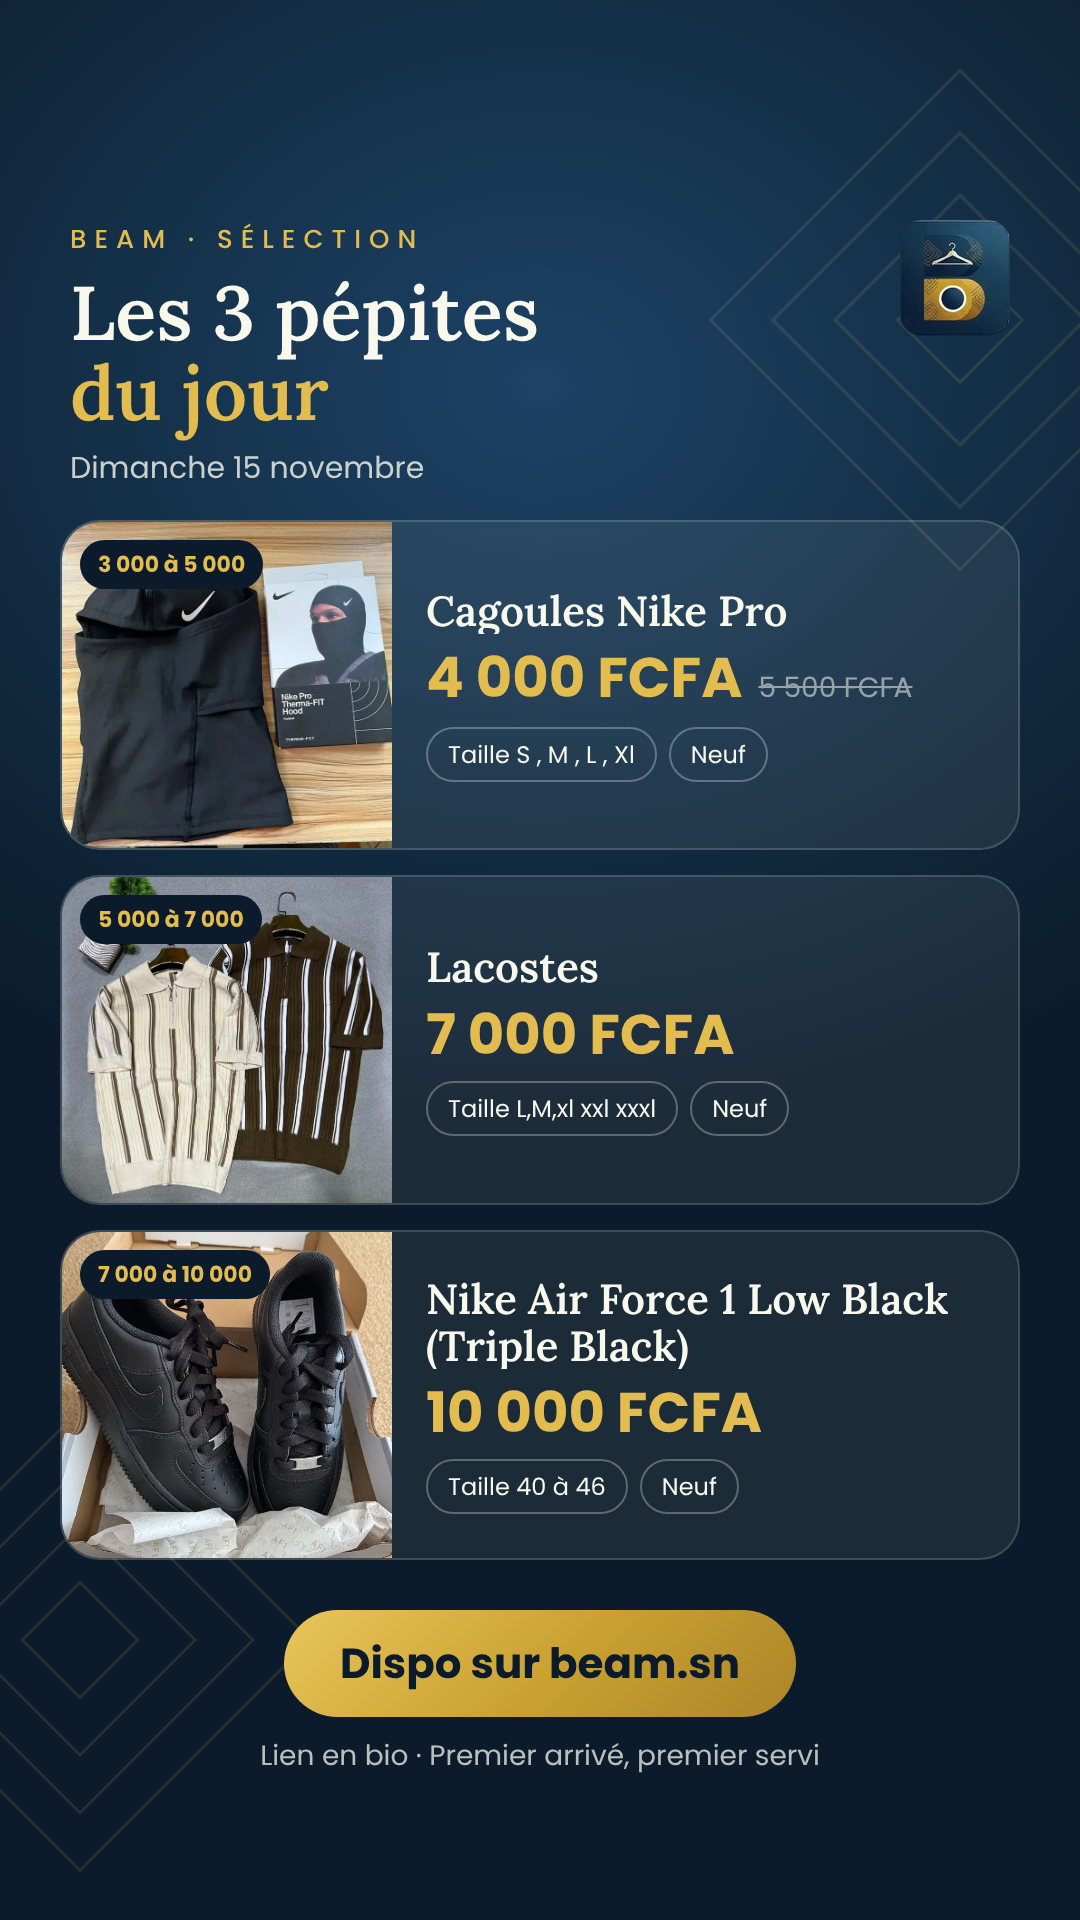 BEAM · SÉLECTION
Les 3 pépites
du jour
Dimanche 15 novembre
3 000 à 5 000
Nike Pro
Therma-FIT
Hood
THERMA-FIT
Cagoules Nike Pro
4 000 FCFA 5 500 FCFA
Taille S , M , L , Xl
Neuf
5 000 à 7 000
Lacostes
7 000 FCFA
Taille L,M,xl xxl xxxl
Neuf
7 000 à 10 000
Nike Air Force 1 Low Black
(Triple Black)
10 000 FCFA
Taille 40 à 46
Neuf
Dispo sur beam.sn
Lien en bio · Premier arrivé, premier servi